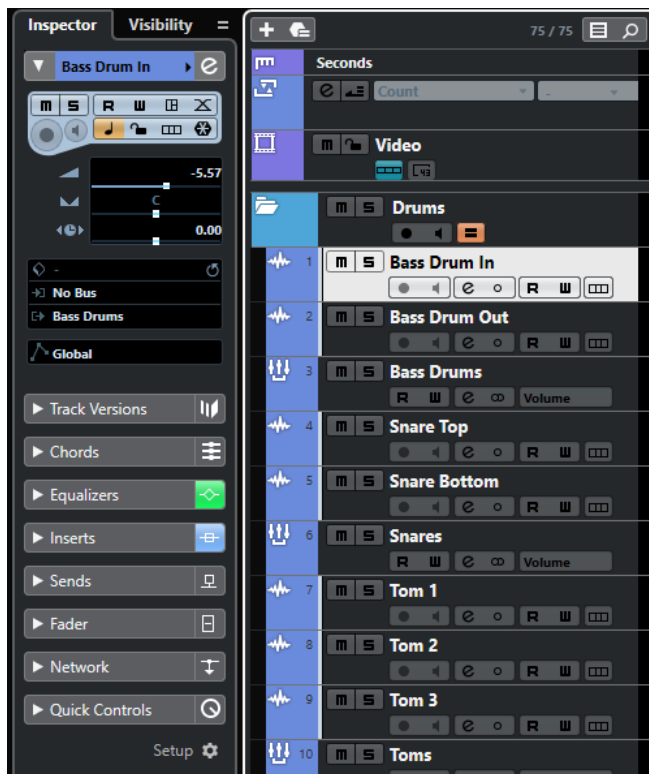 Inspector
Visibility
Bass Drum In
e
m S R W
-5.57
C
0.00
-
No Bus
Bass Drums
Global
Track Versions
Chords
Equalizers
Inserts
Sends
Fader
Network
Quick Controls
Setup
75 / 75
Seconds
e Count -
m Video
m S Drums
1 m S Bass Drum In
e R W
2 m S Bass Drum Out
e R W
3 m S Bass Drums
R W e Volume
4 m S Snare Top
e R W
5 m S Snare Bottom
e R W
6 m S Snares
R W e Volume
7 m S Tom 1
e R W
8 m S Tom 2
e R W
9 m S Tom 3
e R W
10 m S Toms